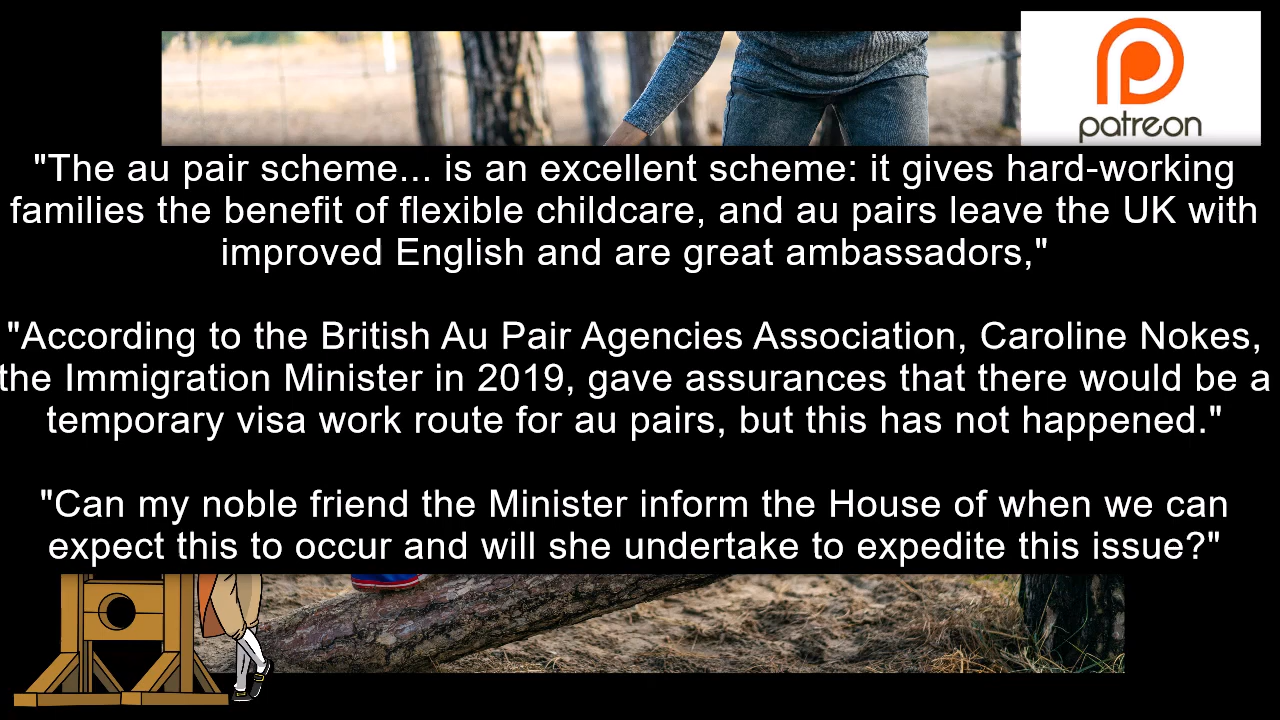 patreon
"The au pair scheme... is an excellent scheme: it gives hard-working
families the benefit of flexible childcare, and au pairs leave the UK with
improved English and are great ambassadors,"
"According to the British Au Pair Agencies Association, Caroline Nokes,
the Immigration Minister in 2019, gave assurances that there would be a
temporary visa work route for au pairs, but this has not happened."
"Can my noble friend the Minister inform the House of when we can
expect this to occur and will she undertake to expedite this issue?"